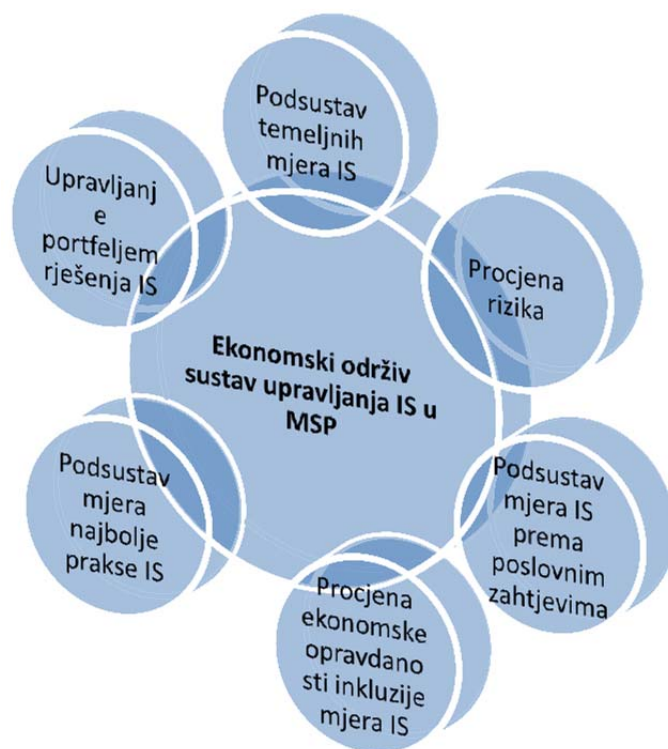 Podsustav
temeljnih
mjera IS
Upravljanj
e
portfeljem
rješenja IS
Procjena
rizika
Ekonomski održiv
sustav upravljanja IS u
MSP
Podsustav
mjera
najbolje
prakse IS
Podsustav
mjera IS
prema
poslovnim
zahtjevima
Procjena
ekonomske
opravdano
sti inkluzije
mjera IS